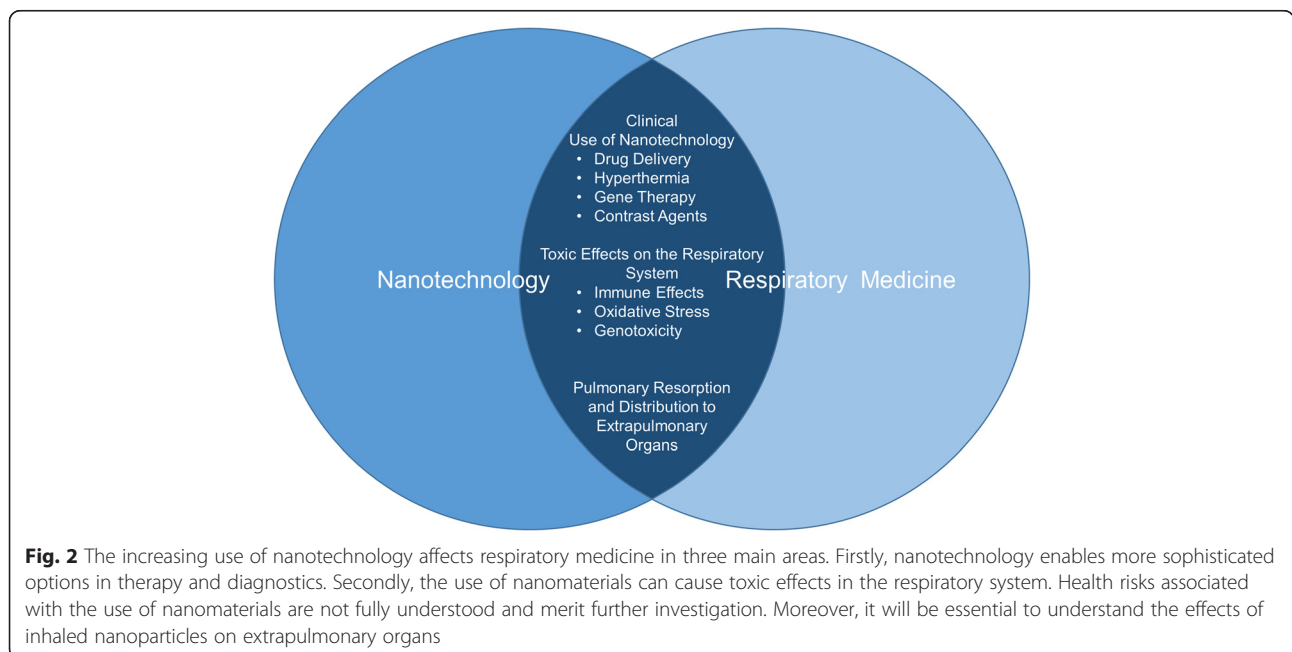 Clinical
Use of Nanotechnology
• Drug Delivery
• Hyperthermia
• Gene Therapy
• Contrast Agents
Toxic Effects on the Respiratory
System
• Immune Effects
• Oxidative Stress
• Genotoxicity
Nanotechnology
Respiratory Medicine
Pulmonary Resorption
and Distribution to
Extrapulmonary
Organs
Fig. 2 The increasing use of nanotechnology affects respiratory medicine in three main areas. Firstly, nanotechnology enables more sophisticated
options in therapy and diagnostics. Secondly, the use of nanomaterials can cause toxic effects in the respiratory system. Health risks associated
with the use of nanomaterials are not fully understood and merit further investigation. Moreover, it will be essential to understand the effects of
inhaled nanoparticles on extrapulmonary organs